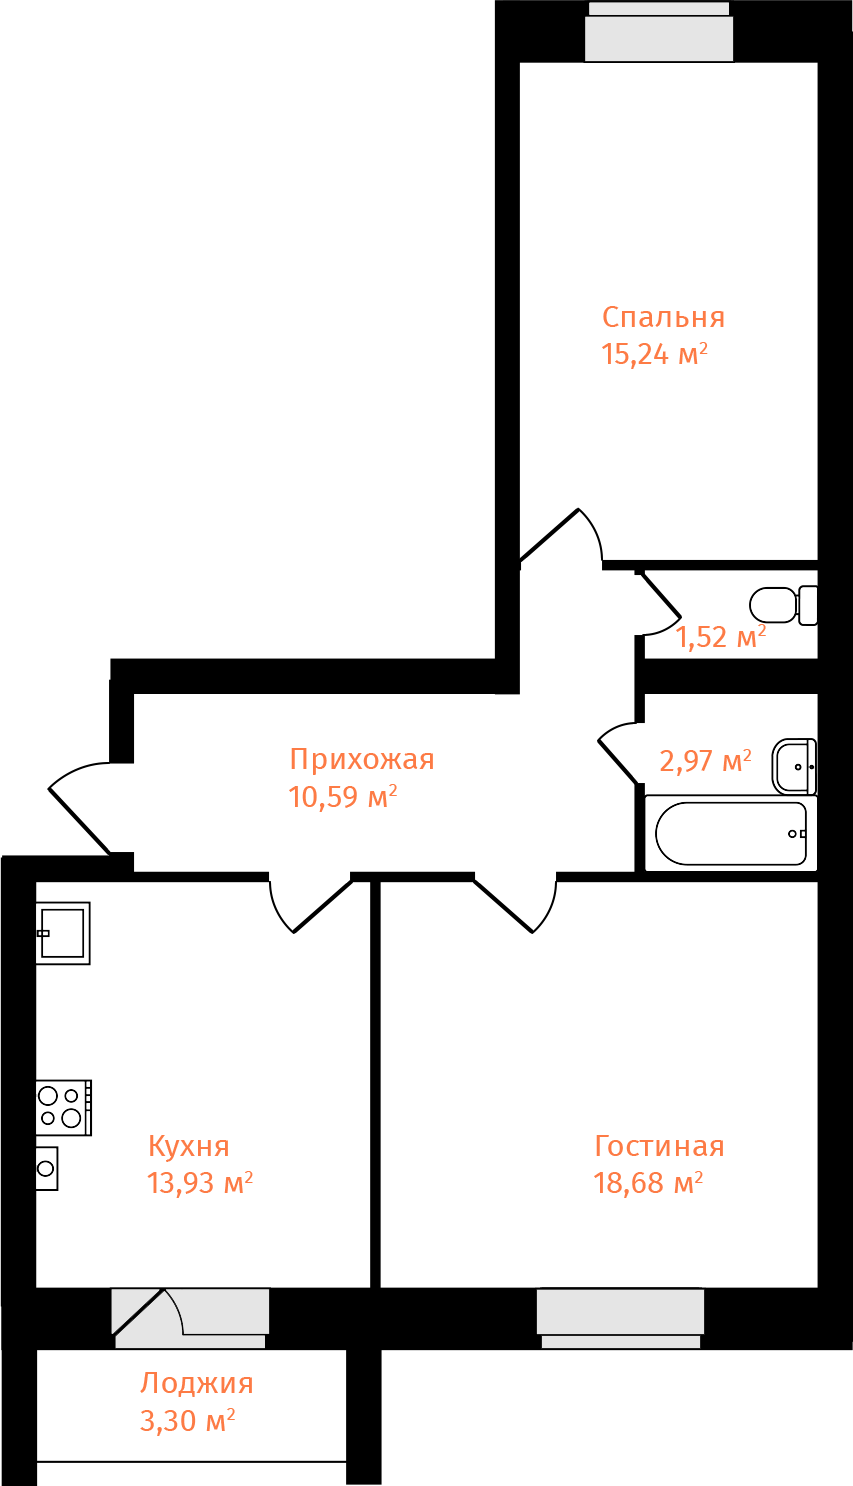 Спальня
15,24 м²
1,52 м²
Прихожая
10,59 м²
2,97 м²
Кухня
13,93 м²
Гостиная
18,68 м²
Лоджия
3,30 м²